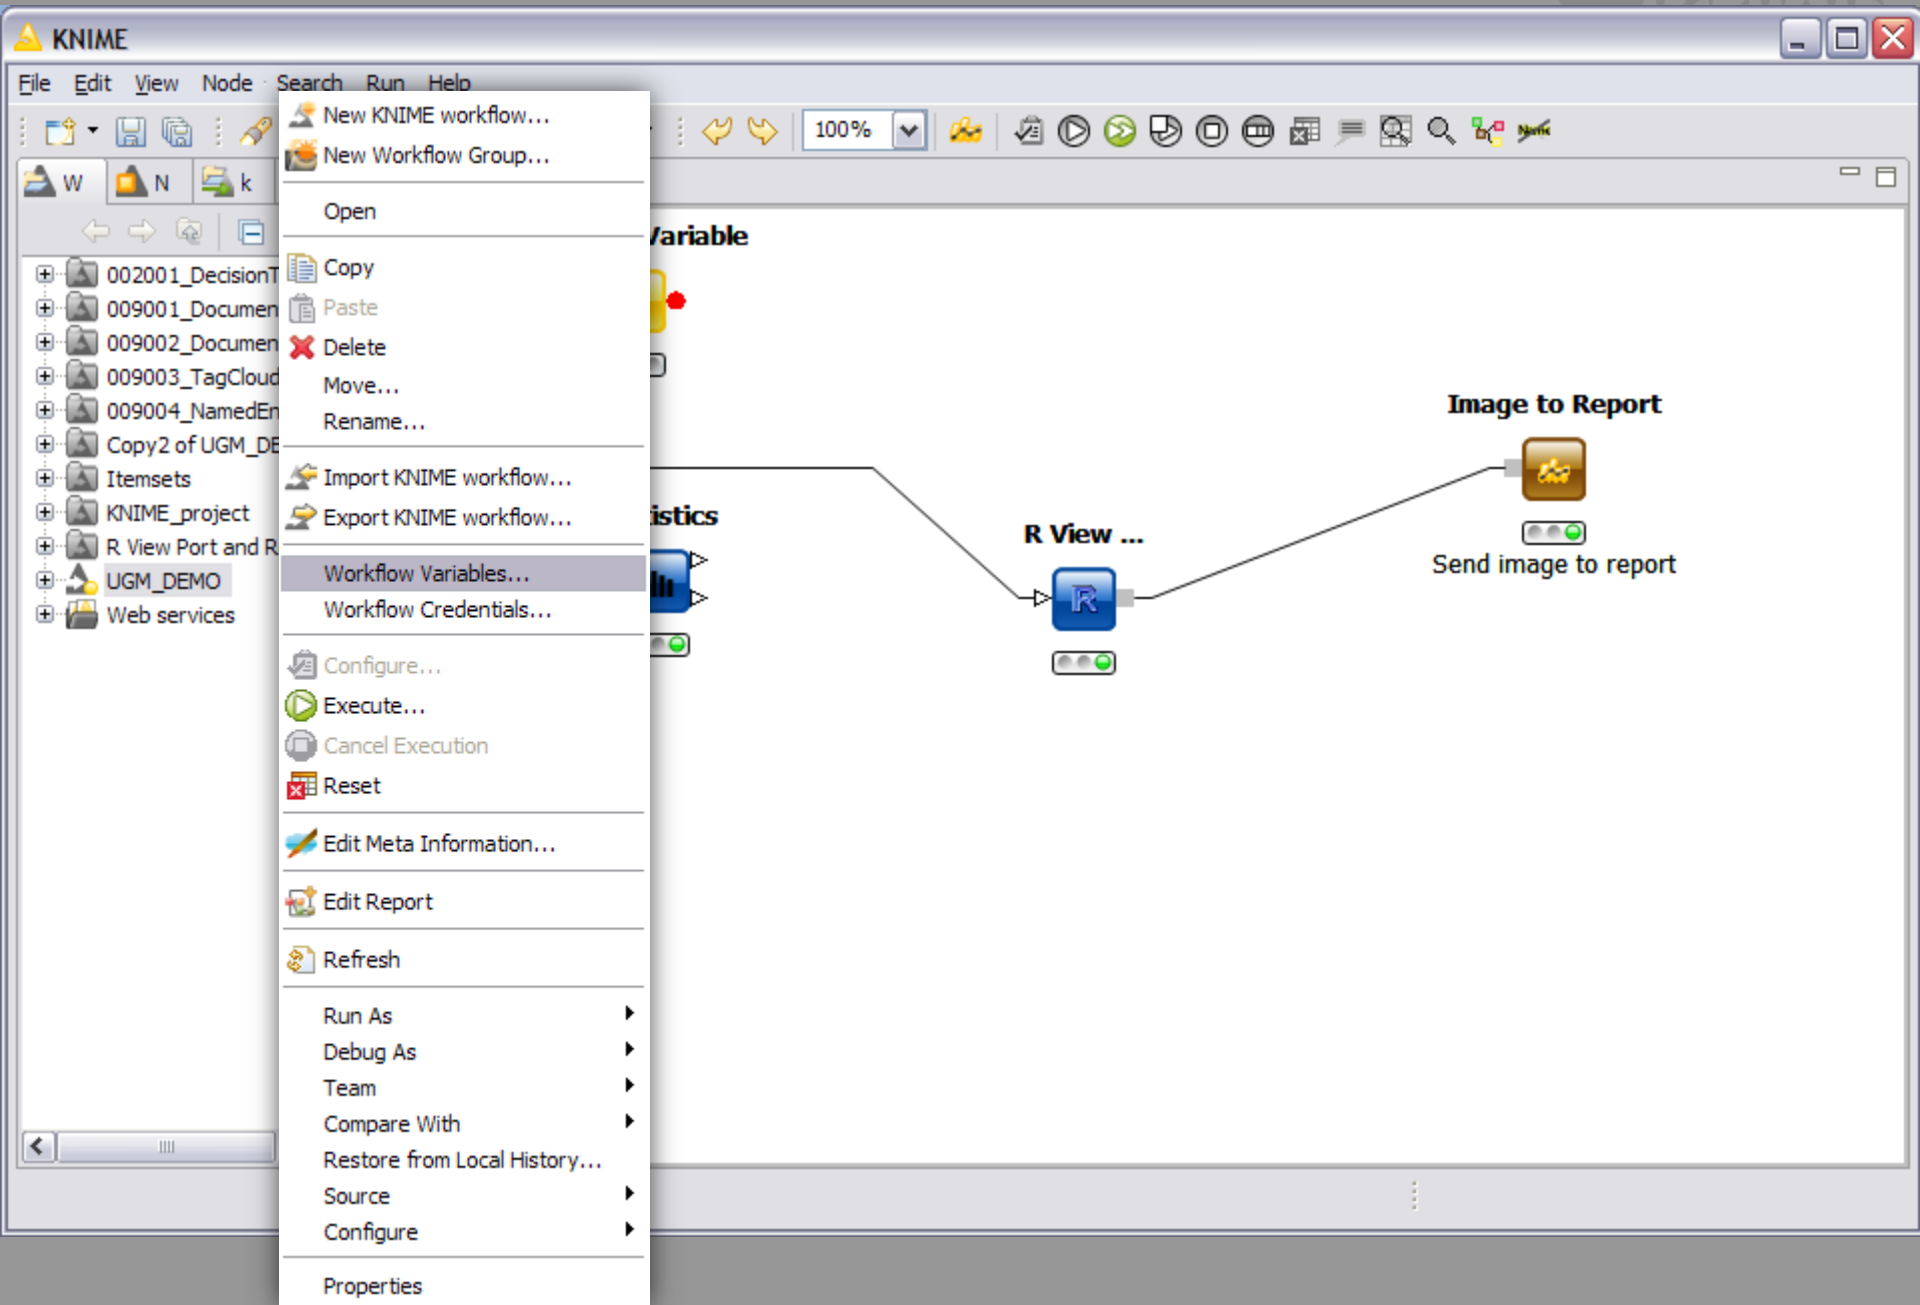 KNIME
File Edit View Node Search Run Help
100%
W N k
002001_DecisionT
009001_Documen
009002_Documen
009003_TagCloud
009004_NamedEn
Copy2 of UGM_DE
Itemsets
KNIME_project
R View Port and R
UGM_DEMO
Web services
New KNIME workflow...
New Workflow Group...
Open
Copy
Paste
Delete
Move...
Rename...
Import KNIME workflow...
Export KNIME workflow...
Workflow Variables...
Workflow Credentials...
Configure...
Execute...
Cancel Execution
Reset
Edit Meta Information...
Edit Report
Refresh
Run As
Debug As
Team
Compare With
Restore from Local History...
Source
Configure
Properties
Variable
istics
R View ...
R
Image to Report
Send image to report